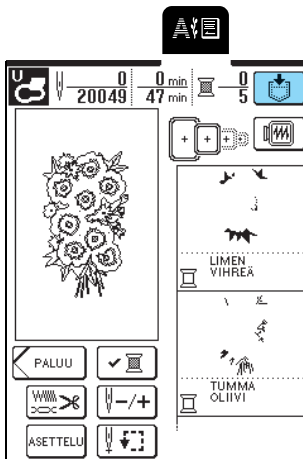 A
U
0
20049
0 min
47 min
0
5
LIMEN
VIHREÄ
TUMMA
OLIIVI
PALUU
-/+
ASETTELU